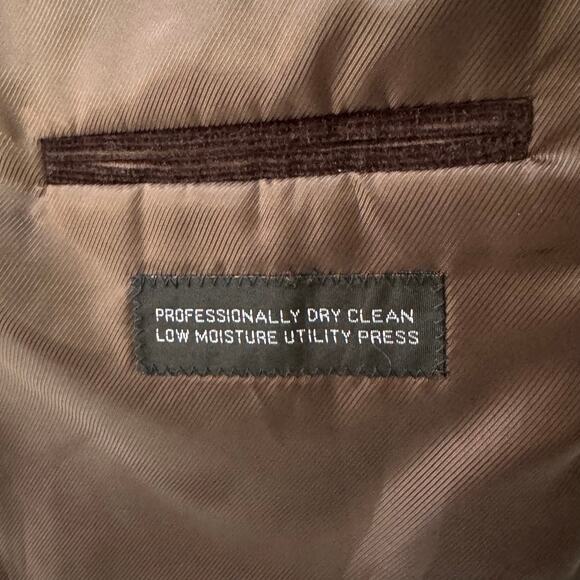 PROFESSIONALLY DRY CLEAN
LOW MOISTURE UTILITY PRESS